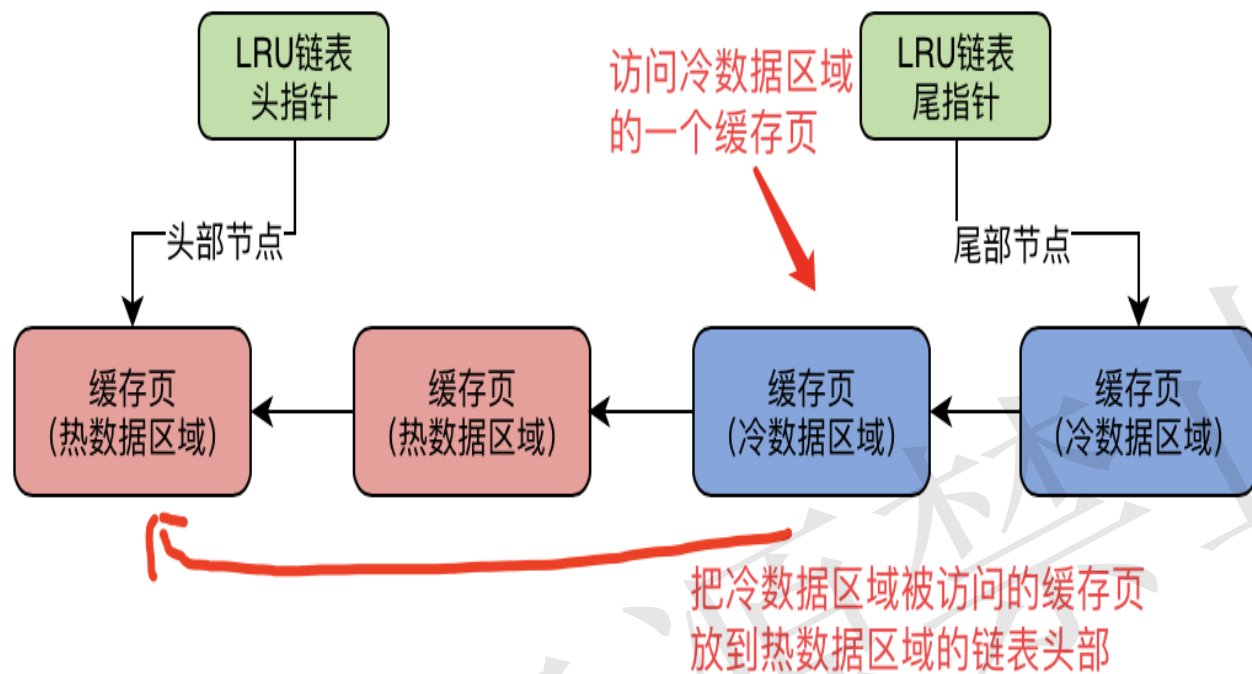 LRU链表
头指针
访问冷数据区域
的一个缓存页
LRU链表
尾指针
头部节点
尾部节点
缓存页
(热数据区域)
缓存页
(热数据区域)
缓存页
(冷数据区域)
缓存页
(冷数据区域)
把冷数据区域被访问的缓存页
放到热数据区域的链表头部